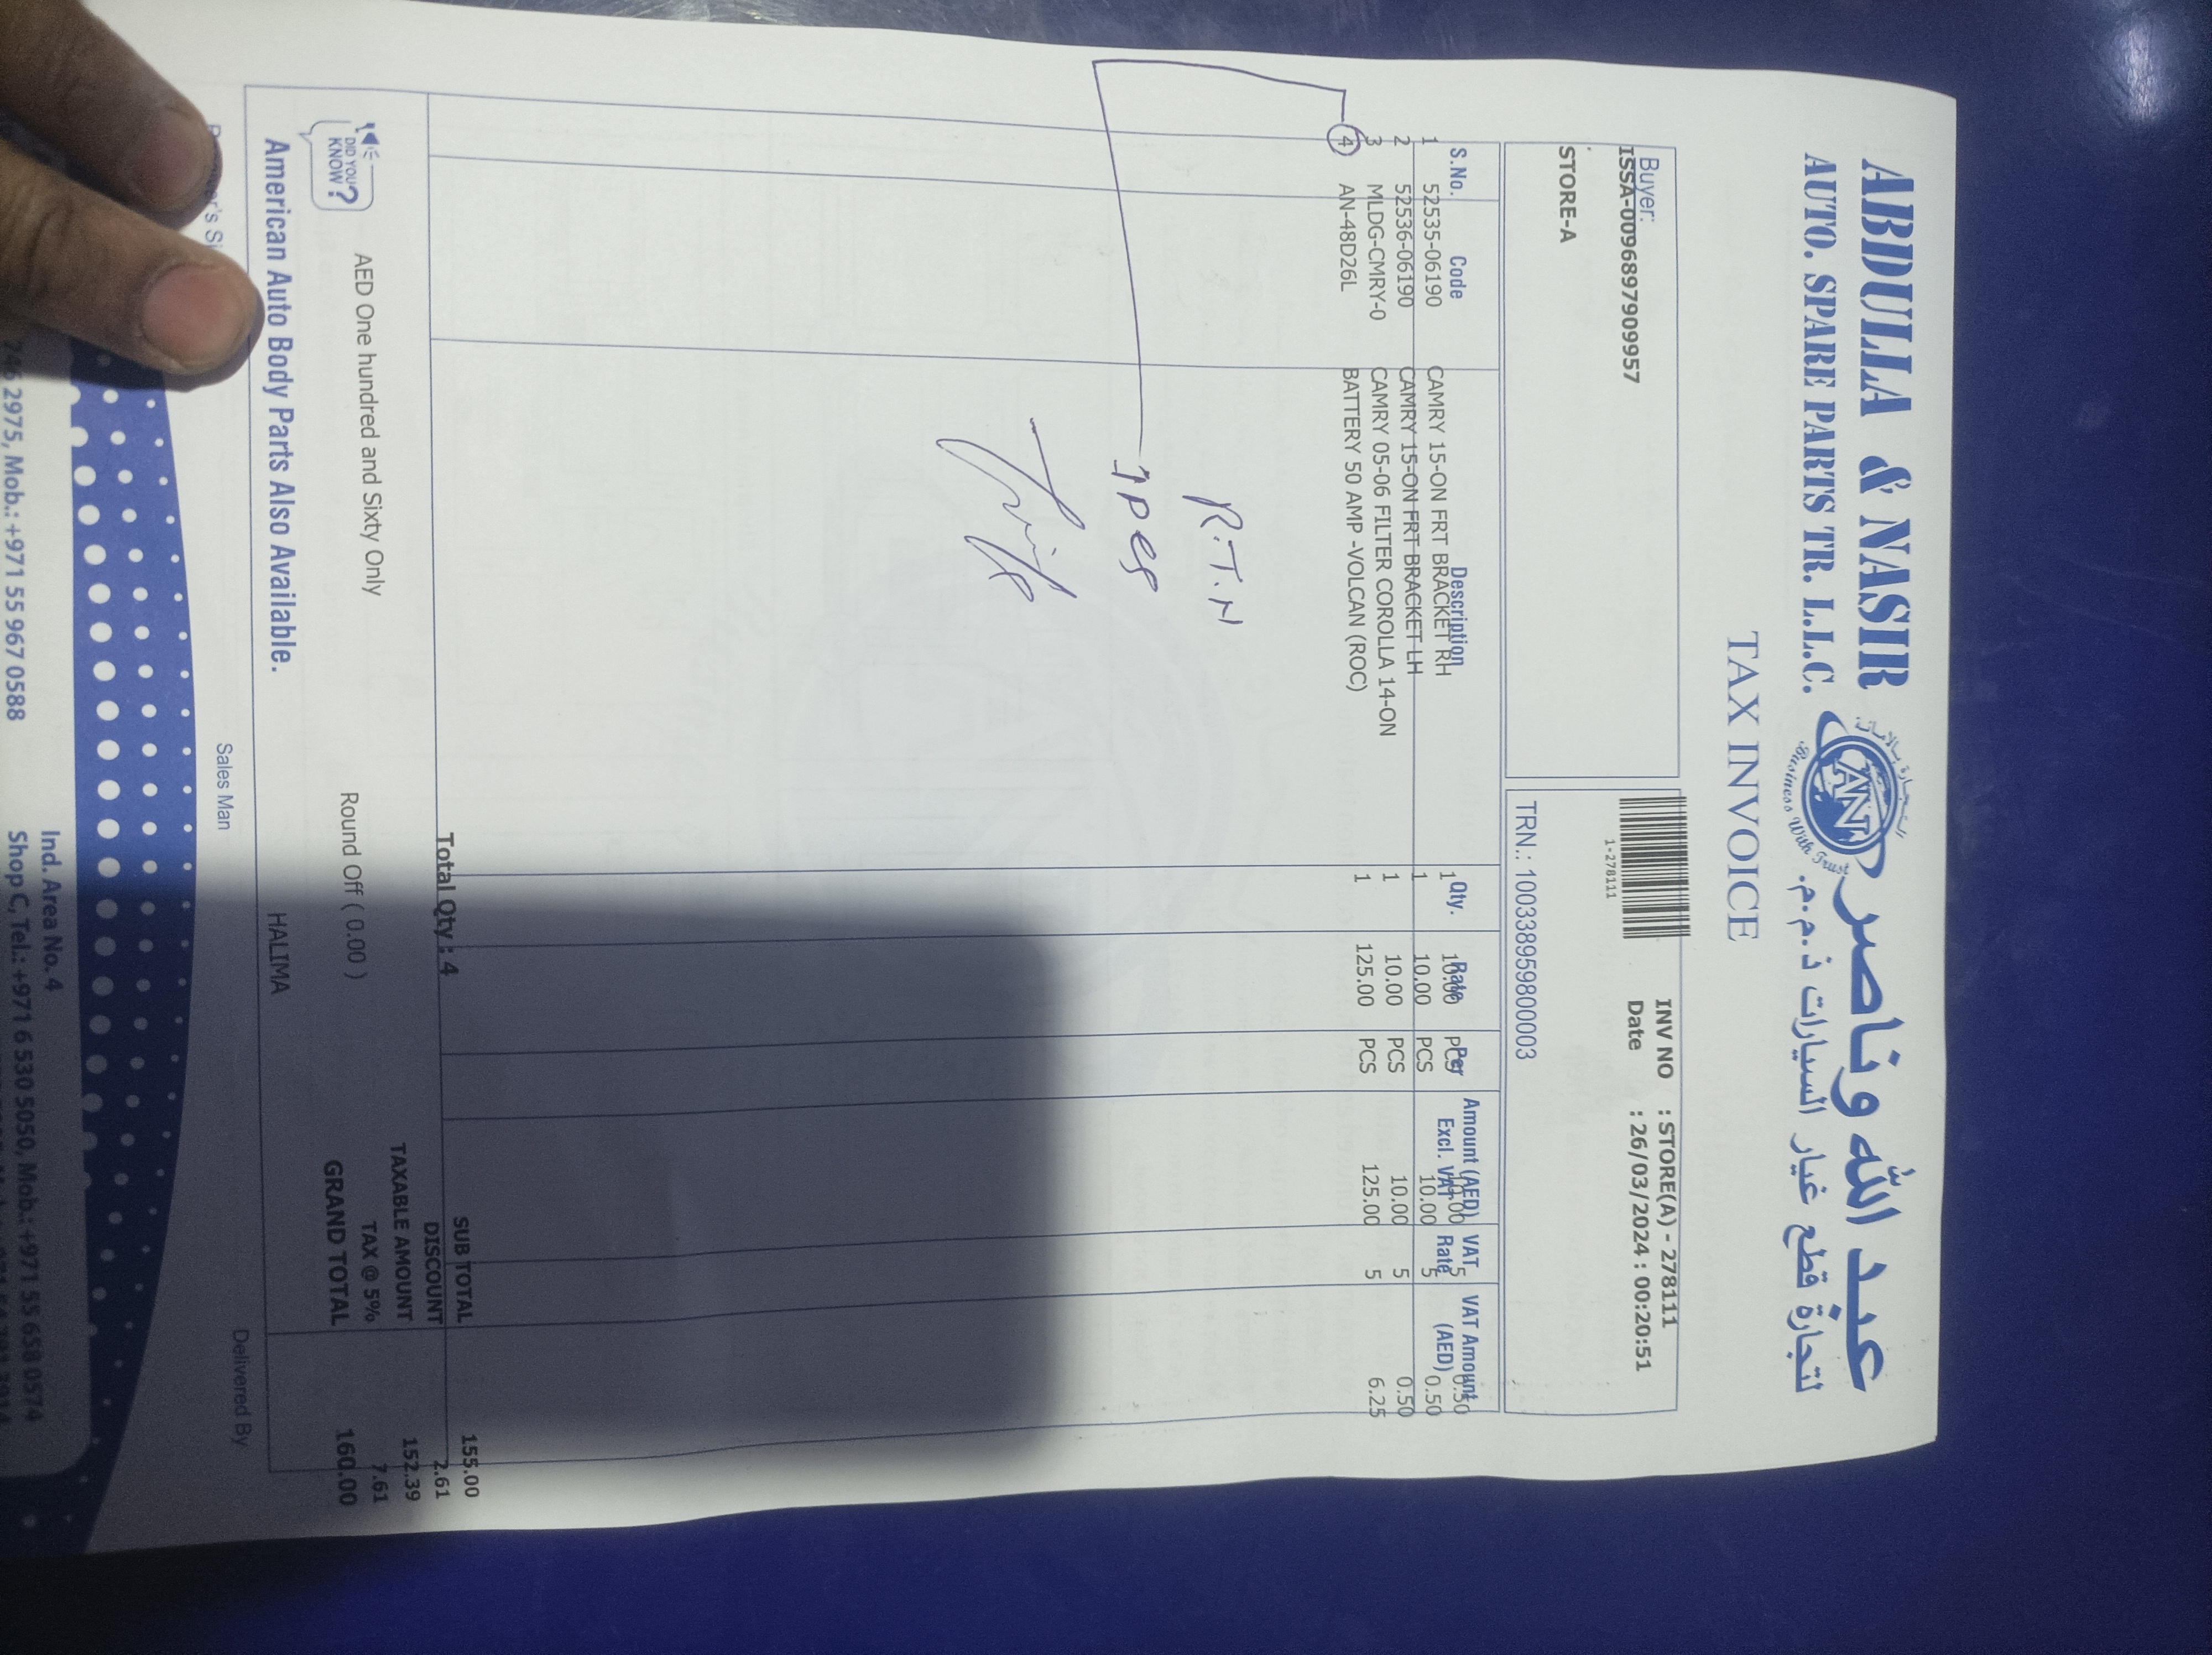 ABDULLA & NASIR
عبد الله وناصر
AUTO. SPARE PARTS TR. L.L.C.
لتجارة قطع غيار السيارات ذ.م.م.
التجارة بالأمانة
AN
Business With Trust
TAX INVOICE
Buyer:
ISSA-0096897909957
STORE-A
1-278111
INV NO : STORE(A) - 278111
Date : 26/03/2024 : 00:20:51
TRN.: 100338959800003
S.No. Code Description Qty. Rate Per Amount (AED) Excl. VAT VAT Rate VAT Amount (AED)
1 52535-06190 CAMRY 15-ON FRT BRACKET RH 1 10.00 PCS 10.00 5 0.50
2 52536-06190 CAMRY 15-ON FRT BRACKET LH 1 10.00 PCS 10.00 5 0.50
3 MLDG-CMRY-0 CAMRY 05-06 FILTER COROLLA 14-ON 1 10.00 PCS 10.00 5 0.50
4 AN-48D26L BATTERY 50 AMP -VOLCAN (ROC) 1 125.00 PCS 125.00 5 6.25
R.T.N
1 Pes
Total Qty : 4
SUB TOTAL 155.00
DISCOUNT 2.61
TAXABLE AMOUNT 152.39
TAX @ 5% 7.61
GRAND TOTAL 160.00
DID YOU KNOW?
AED One hundred and Sixty Only
Round Off ( 0.00 )
American Auto Body Parts Also Available.
HALIMA
Sales Man
Delivered By
Ind. Area No. 4
2975, Mob.: +971 55 967 0588
Shop C, Tel.: +971 6 530 5050, Mob.: +971 55 658 0574